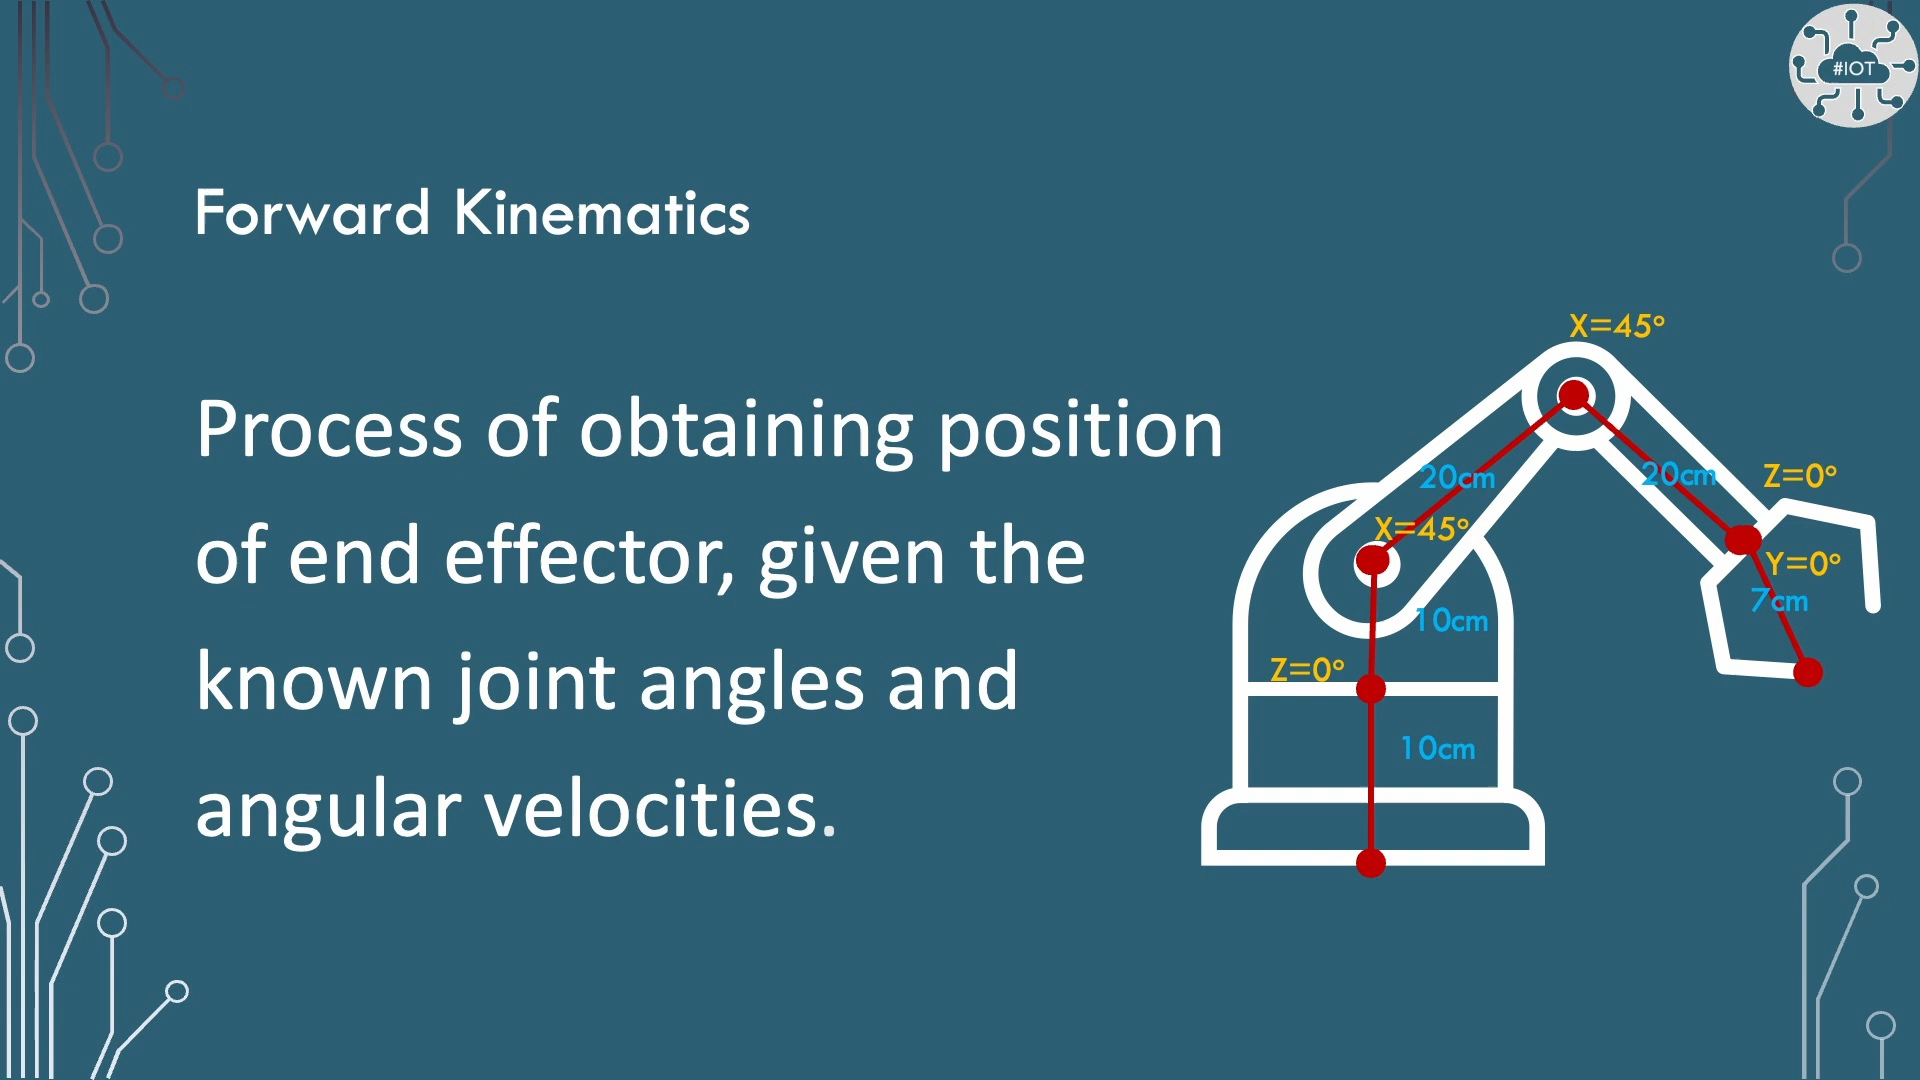 #IOT
Forward Kinematics
Process of obtaining position
of end effector, given the
known joint angles and
angular velocities.
X=45°
20cm
20cm
Z=0°
X=45°
Y=0°
7cm
10cm
Z=0°
10cm